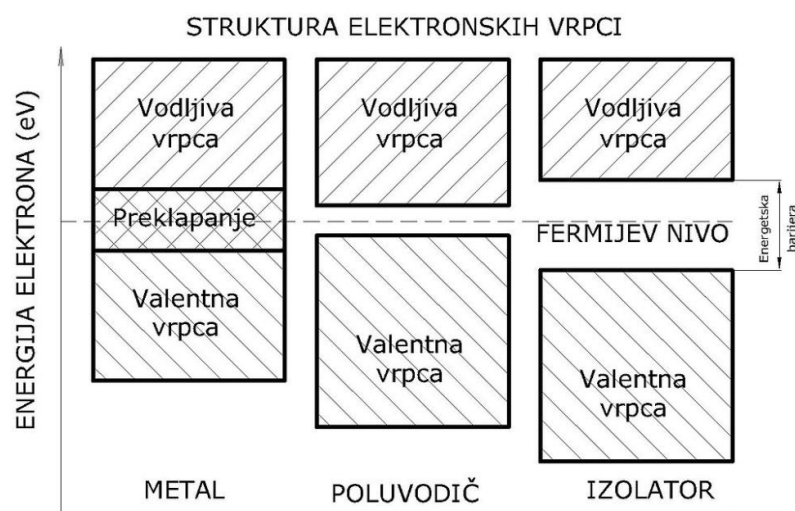 STRUKTURA ELEKTRONSKIH VRPCI
ENERGIJA ELEKTRONA (eV)
Vodljiva
vrpca
Preklapanje
Valentna
vrpca
METAL
Vodljiva
vrpca
Valentna
vrpca
POLUVODIČ
Vodljiva
vrpca
FERMIJEV NIVO
Energetska
barijera
Valentna
vrpca
IZOLATOR